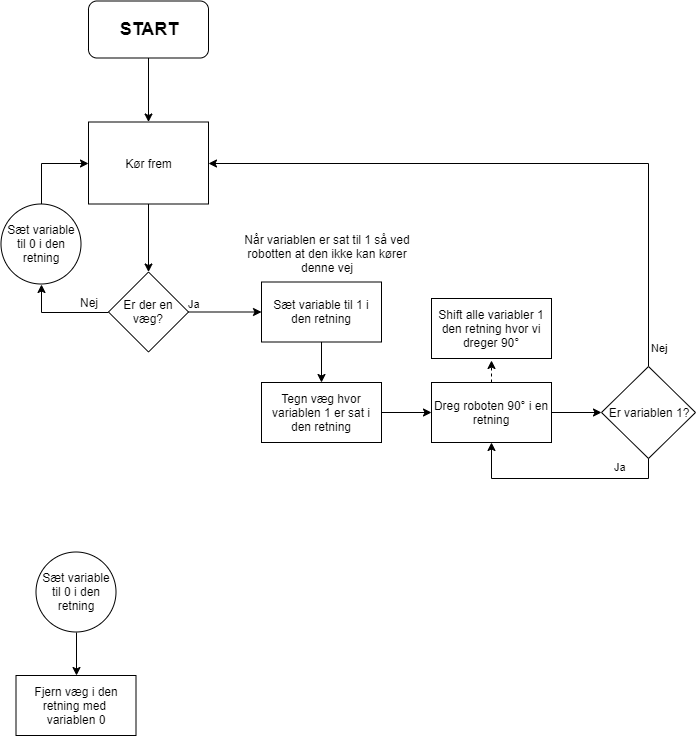 START
Kør frem
Sæt variable
til 0 i den
retning
Når variablen er sat til 1 så ved
robotten at den ikke kan kører
denne vej
Nej
Er der en
væg?
Ja
Sæt variable til 1 i
den retning
Shift alle variabler 1
den retning hvor vi
dreger 90°
Nej
Tegn væg hvor
variablen 1 er sat i
den retning
Dreg roboten 90° i en
retning
Er variablen 1?
Ja
Sæt variable
til 0 i den
retning
Fjern væg i den
retning med
variablen 0